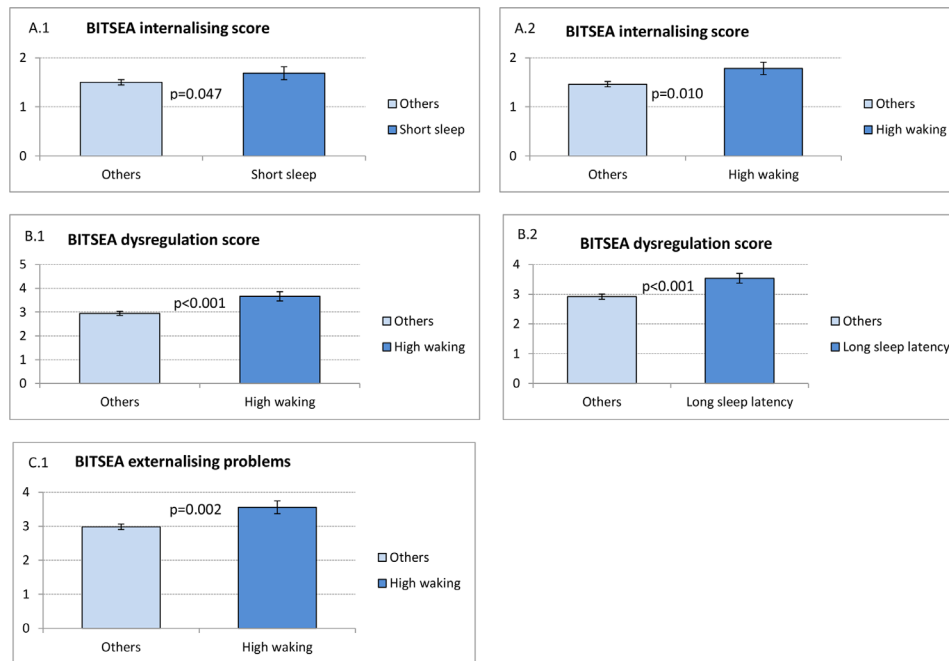 A.1 BITSEA internalising score
2
1
0
p=0.047
Others
Short sleep
Others
Short sleep
A.2 BITSEA internalising score
2
1
0
p=0.010
Others
High waking
Others
High waking
B.1 BITSEA dysregulation score
5
4
3
2
1
0
p<0.001
Others
High waking
Others
High waking
B.2 BITSEA dysregulation score
4
3
2
1
0
p<0.001
Others
Long sleep latency
Others
Long sleep latency
C.1 BITSEA externalising problems
4
3
2
1
0
p=0.002
Others
High waking
Others
High waking